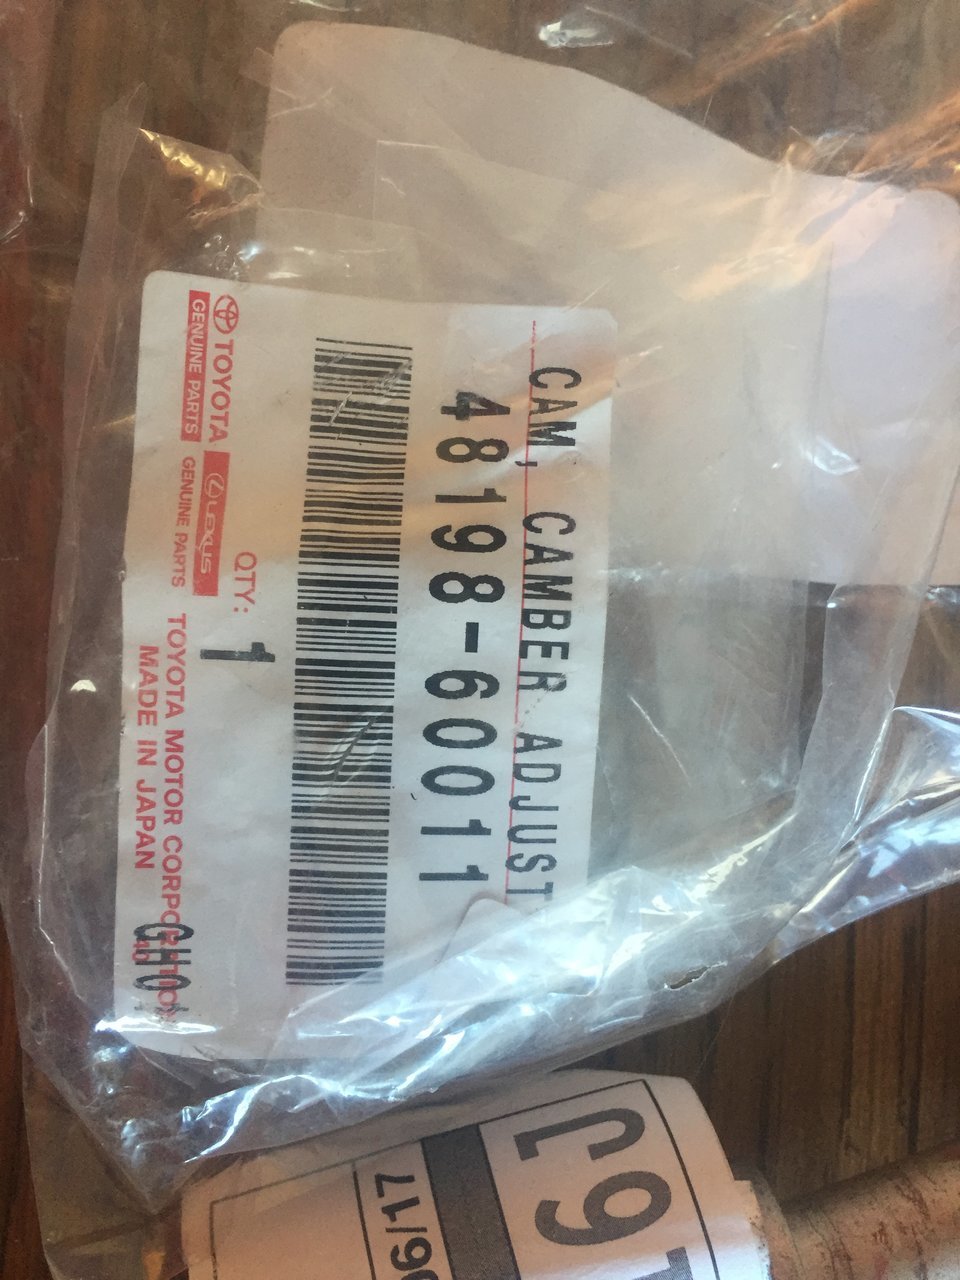 CAM, CAMBER ADJUST
48198-60011
QTY: 1
TOYOTA
GENUINE PARTS
LEXUS
GENUINE PARTS
TOYOTA MOTOR CORPORATION
MADE IN JAPAN